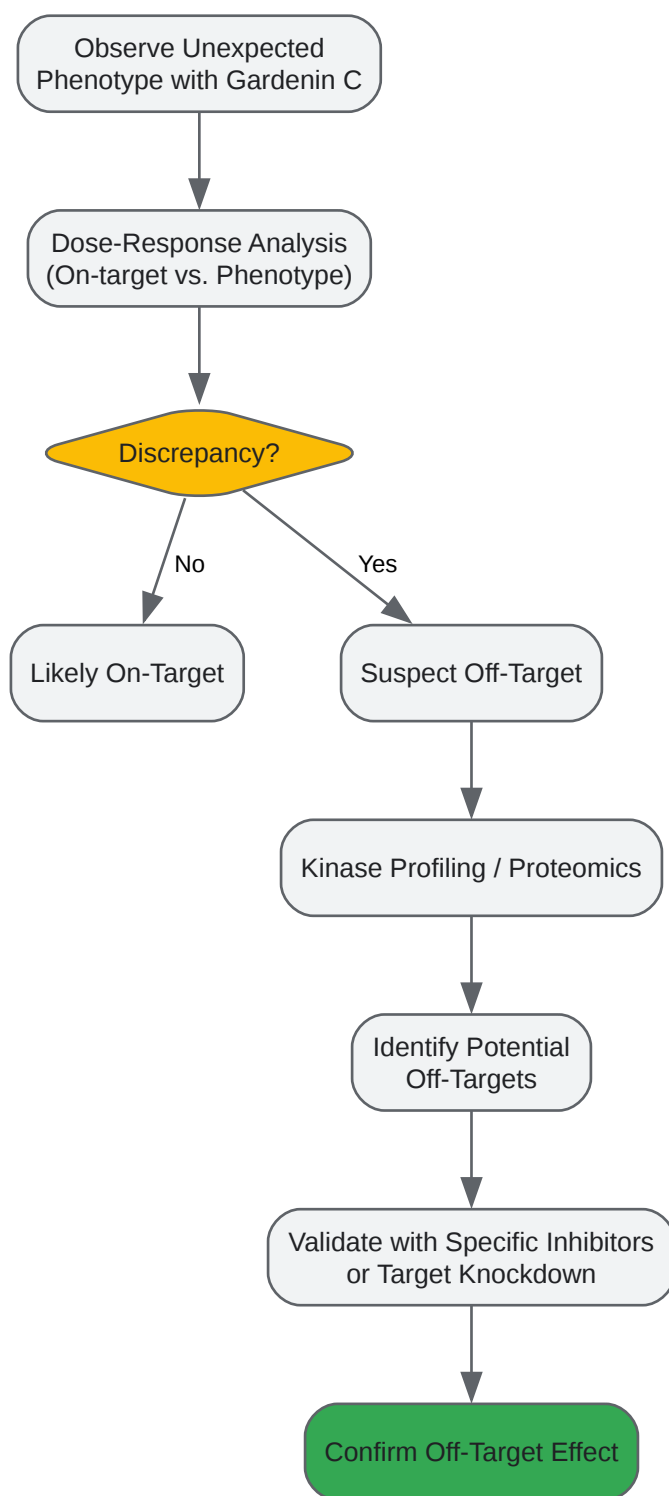 Observe Unexpected
Phenotype with Gardenin C
Dose-Response Analysis
(On-target vs. Phenotype)
Discrepancy?
No
Yes
Likely On-Target
Suspect Off-Target
Kinase Profiling / Proteomics
Identify Potential
Off-Targets
Validate with Specific Inhibitors
or Target Knockdown
Confirm Off-Target Effect